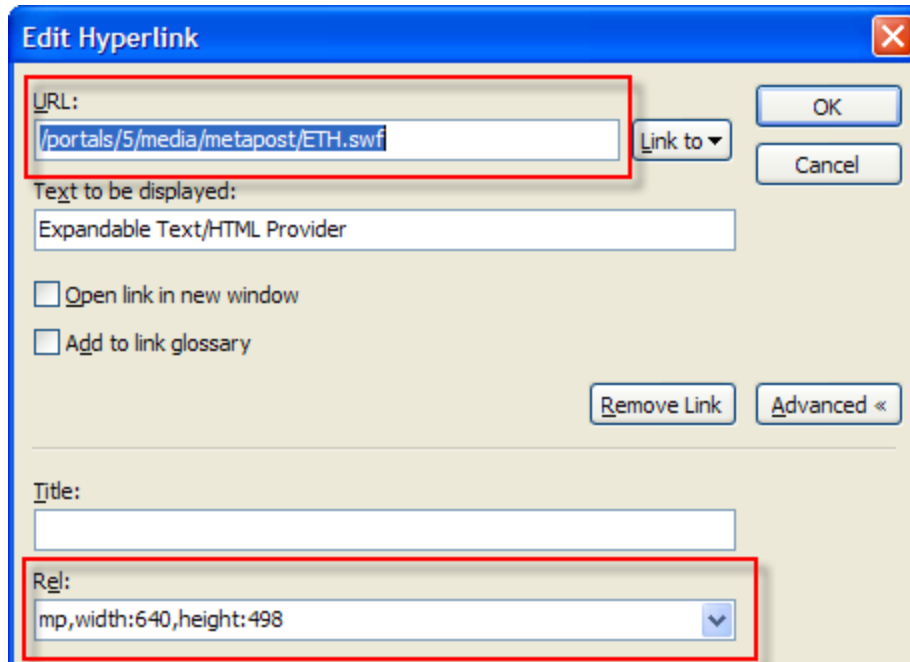 Edit Hyperlink
URL:
OK
/portals/5/media/metapost/ETH.swf
Link to
Cancel
Text to be displayed:
Expandable Text/HTML Provider
Open link in new window
Add to link glossary
Remove Link
Advanced «
Title:
Rel:
mp,width:640,height:498